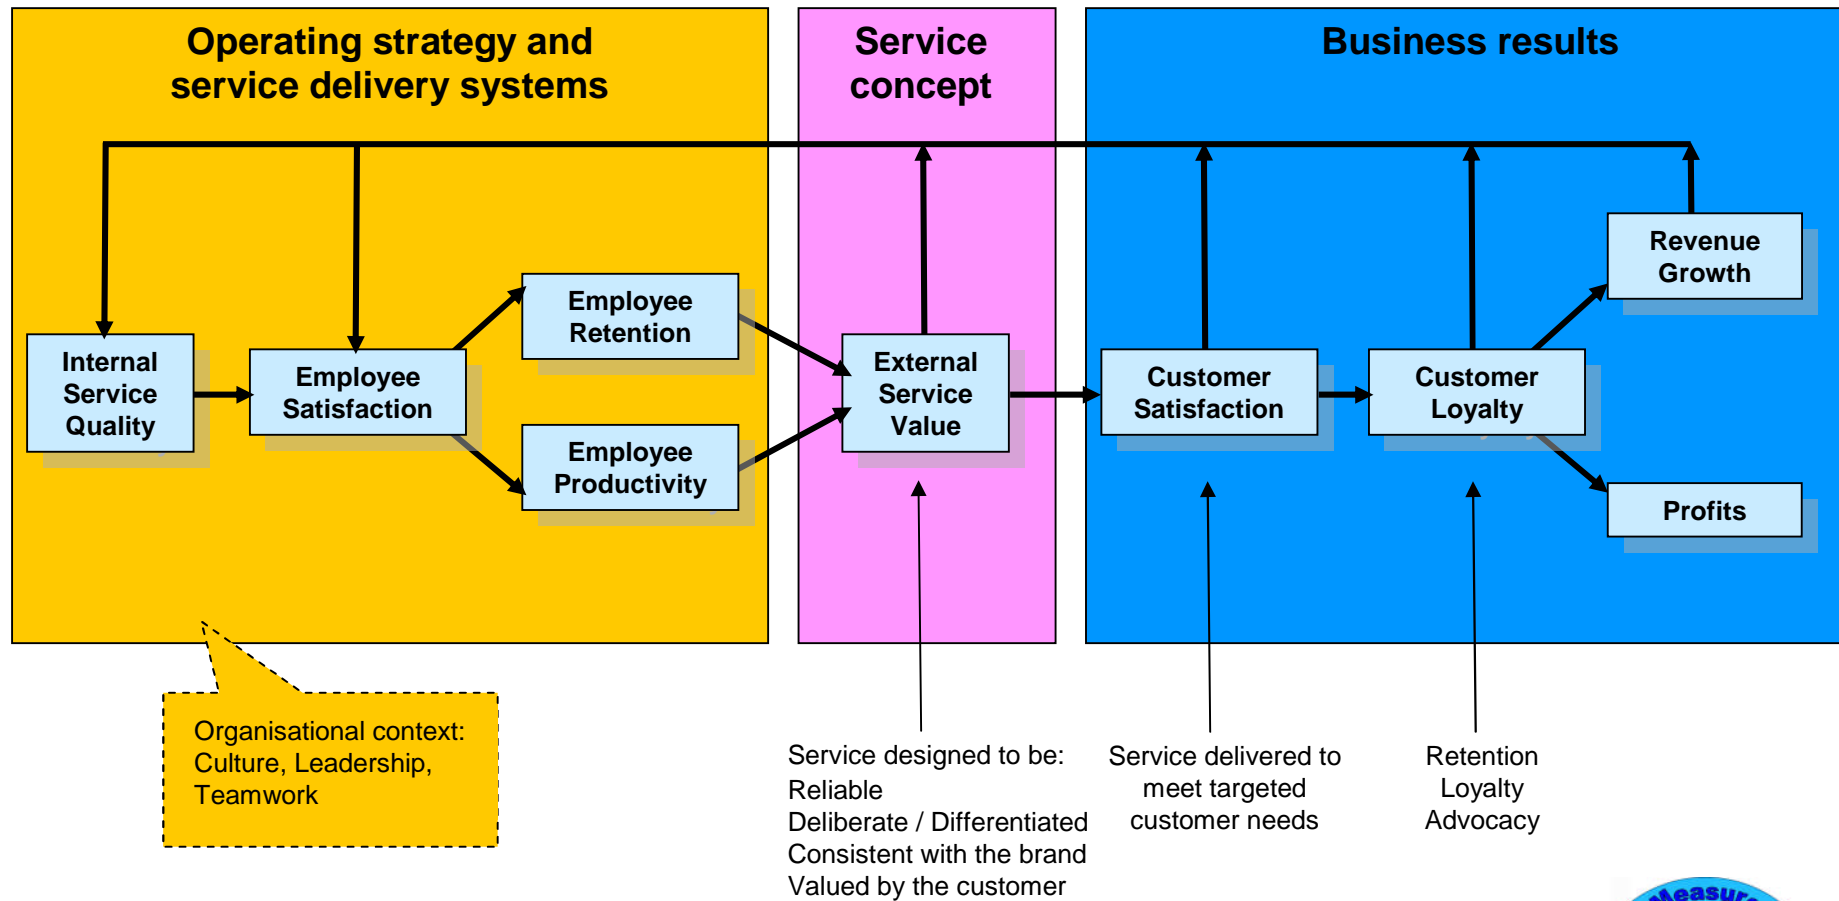 Operating strategy and
service delivery systems
Service
concept
Business results
Internal
Service
Quality
Employee
Satisfaction
Employee
Retention
Employee
Productivity
External
Service
Value
Customer
Satisfaction
Customer
Loyalty
Revenue
Growth
Profits
Organisational context:
Culture, Leadership,
Teamwork
Service designed to be:
Reliable
Deliberate / Differentiated
Consistent with the brand
Valued by the customer
Service delivered to
meet targeted
customer needs
Retention
Loyalty
Advocacy